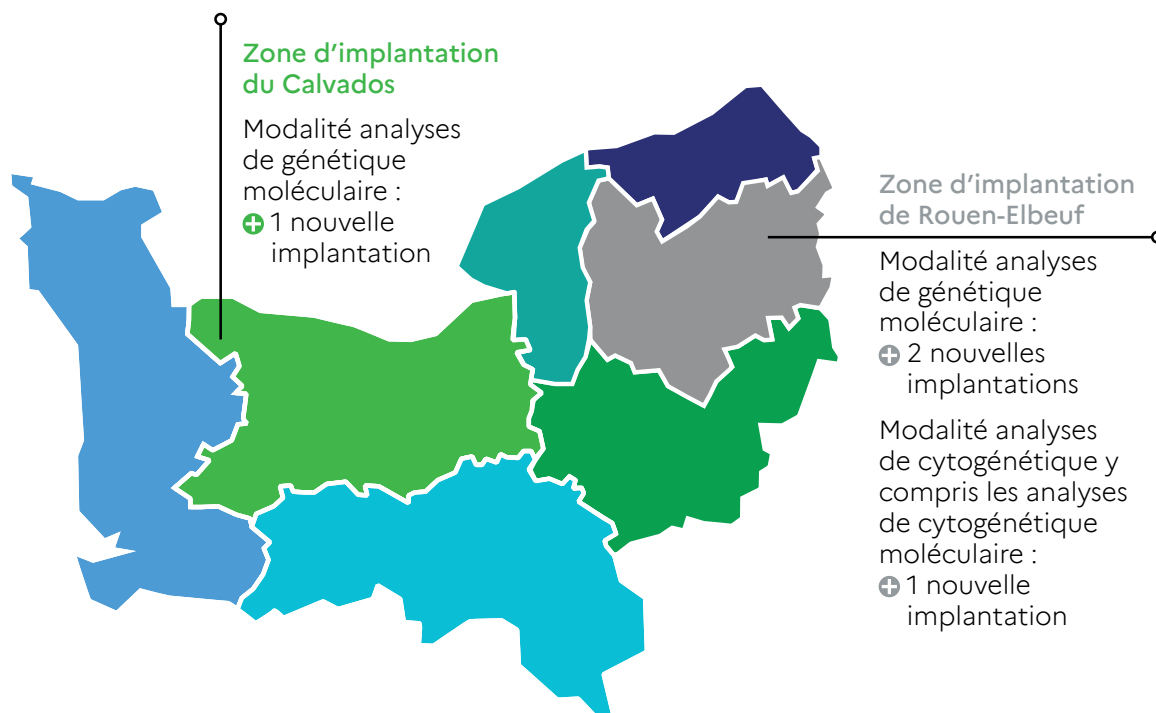 Zone d'implantation
du Calvados
Modalité analyses
de génétique
moléculaire :
+ 1 nouvelle
implantation
Zone d'implantation
de Rouen-Elbeuf
Modalité analyses
de génétique
moléculaire :
+ 2 nouvelles
implantations
Modalité analyses
de cytogénétique y
compris les analyses
de cytogénétique
moléculaire :
+ 1 nouvelle
implantation